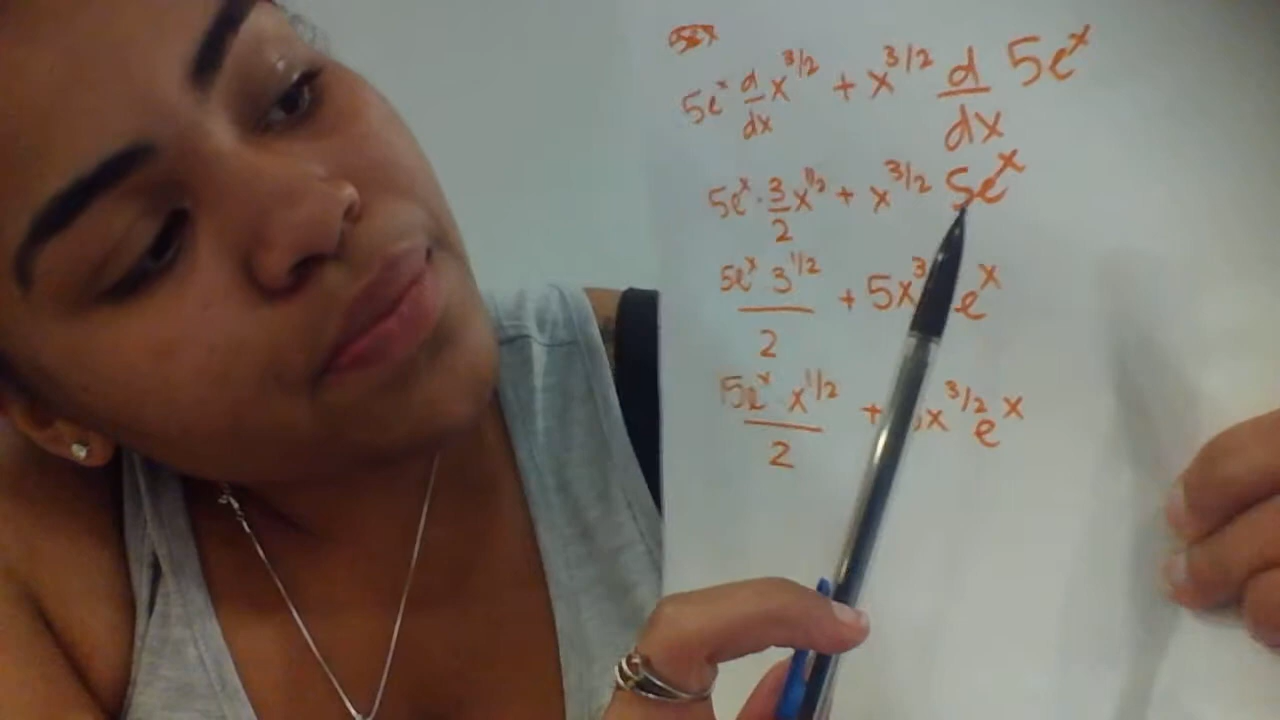 5e^x d/dx x^3/2 + x^3/2 d/dx 5e^x
5e^x · 3/2 x^1/2 + x^3/2 5e^x
5e^x 3^1/2 / 2 + 5x^3 e^x
15e^x x^1/2 / 2 + x^3/2 e^x